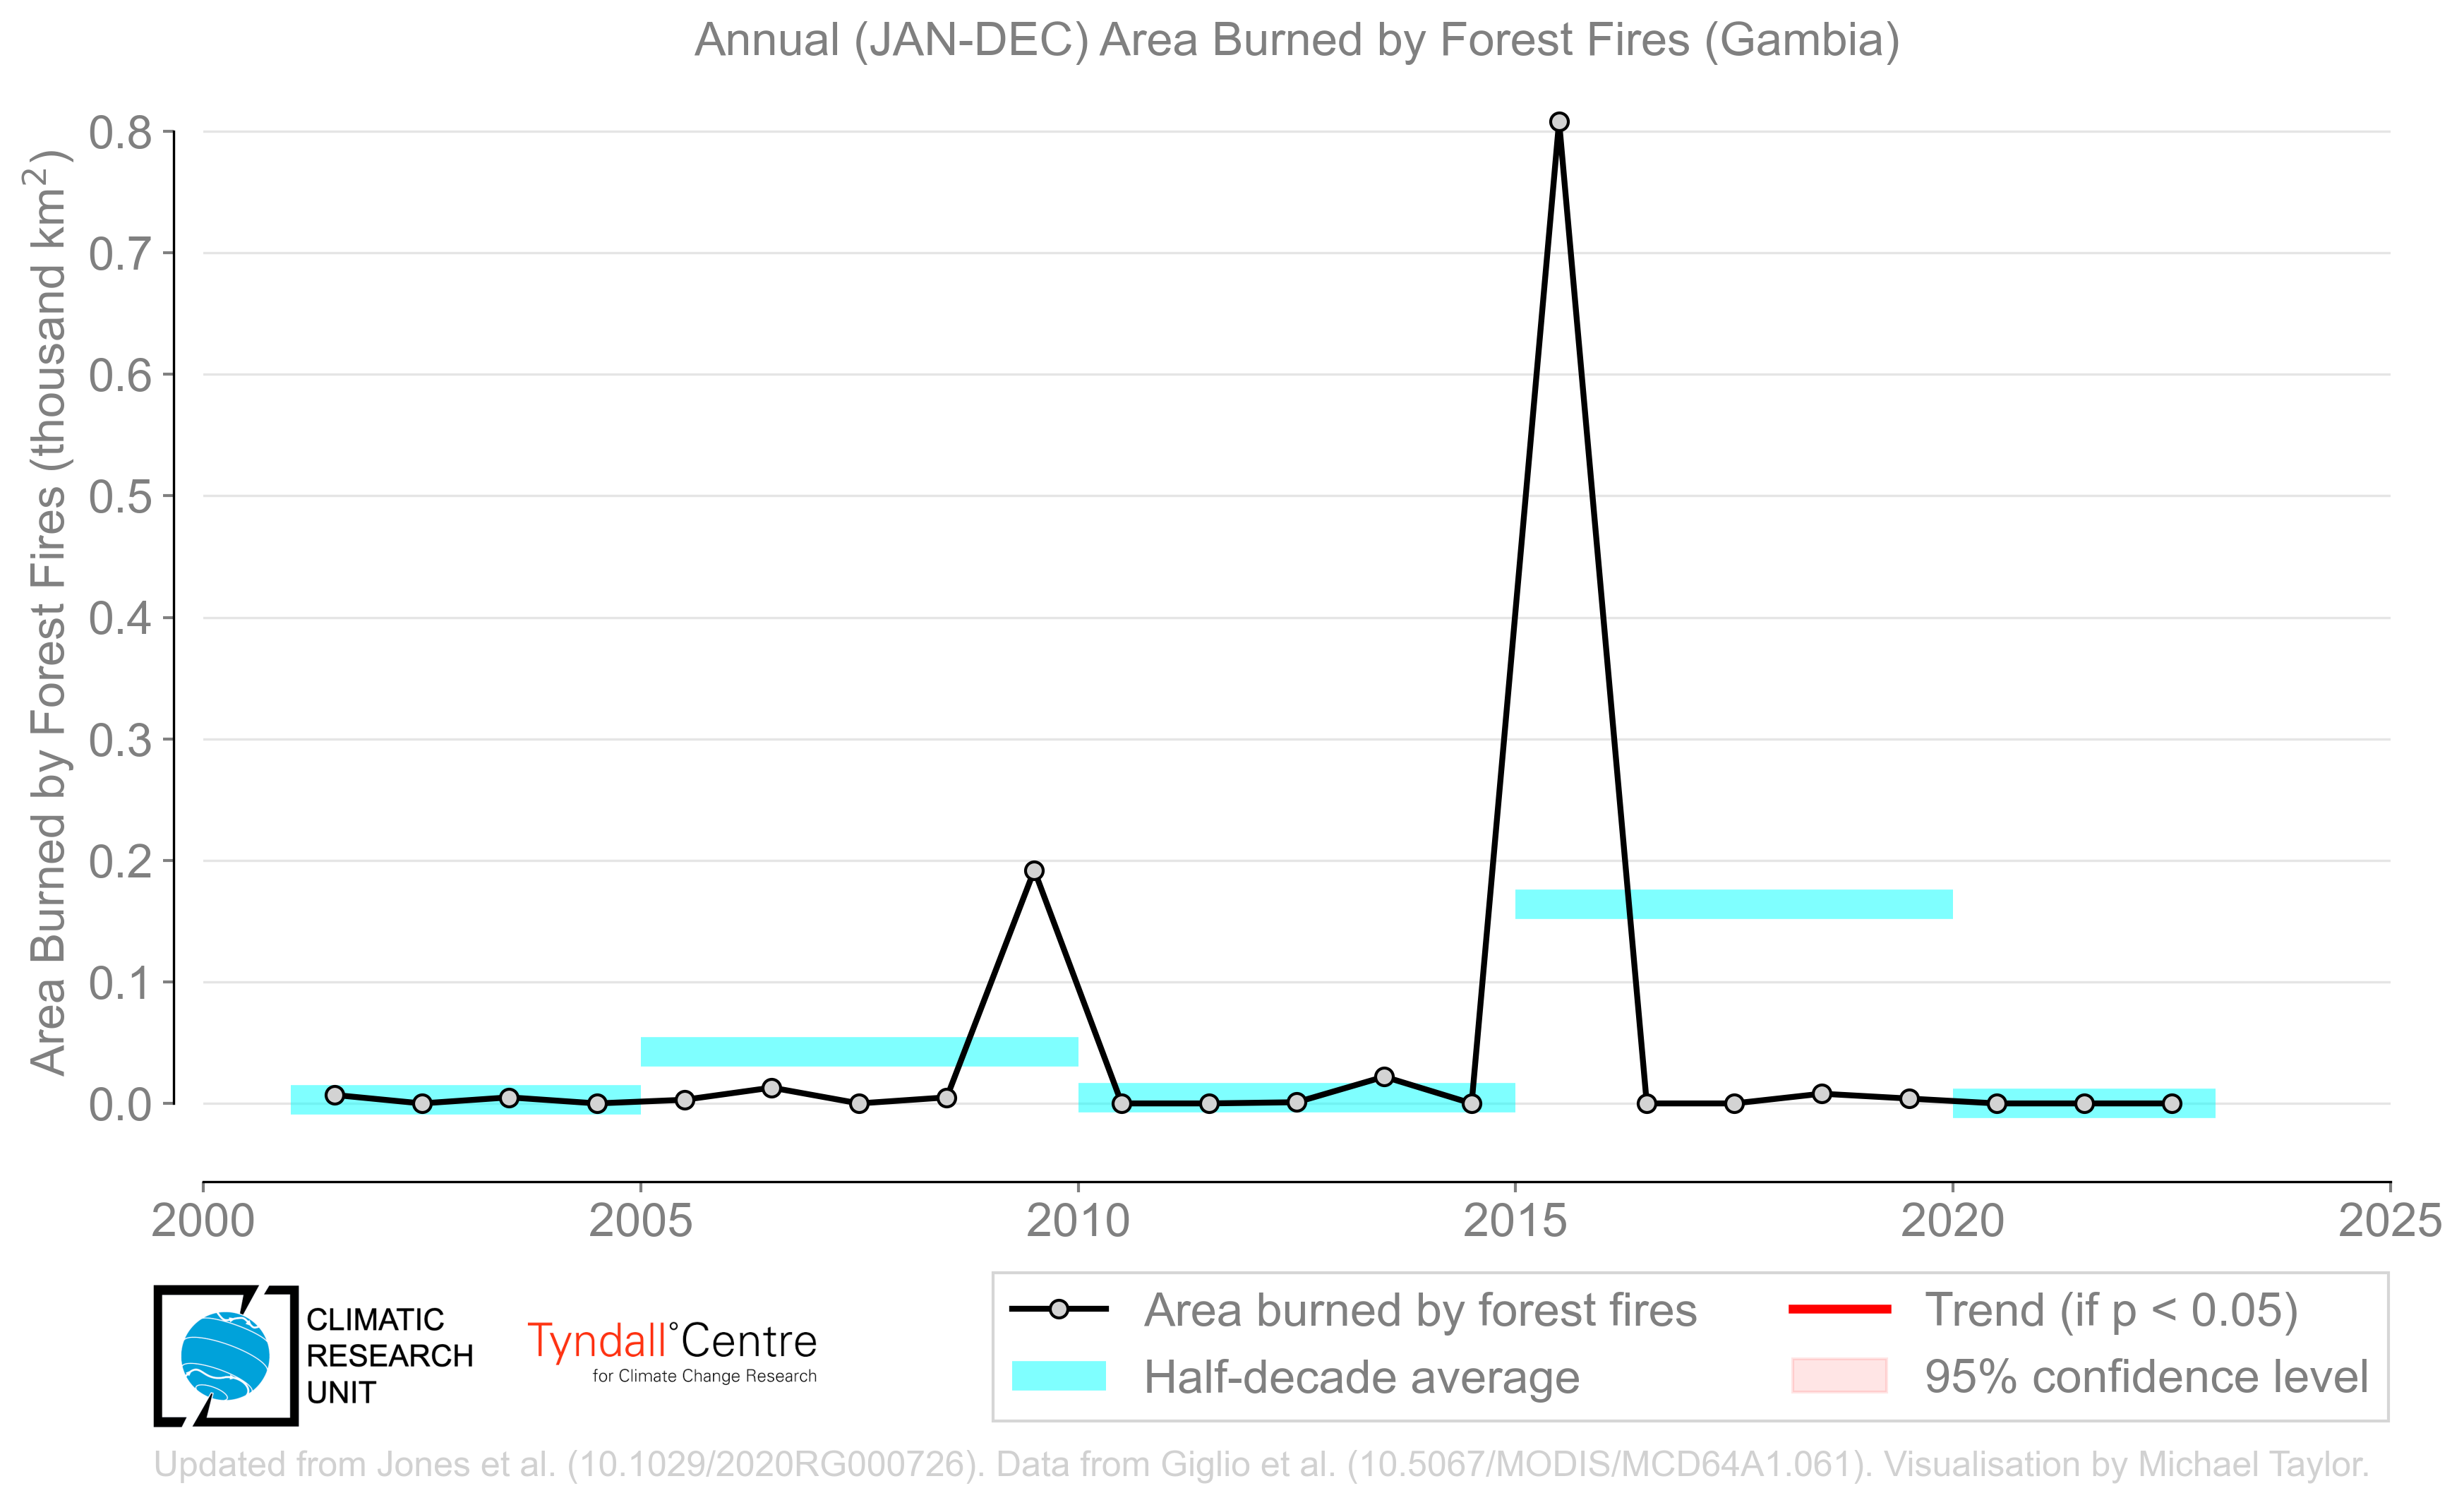 Annual (JAN-DEC) Area Burned by Forest Fires (Gambia)
Area Burned by Forest Fires (thousand km²)
0.8
0.7
0.6
0.5
0.4
0.3
0.2
0.1
0.0
2000 2005 2010 2015 2020 2025
CLIMATIC
RESEARCH
UNIT
Tyndall°Centre
for Climate Change Research
Area burned by forest fires
Half-decade average
Trend (if p < 0.05)
95% confidence level
Updated from Jones et al. (10.1029/2020RG000726). Data from Giglio et al. (10.5067/MODIS/MCD64A1.061). Visualisation by Michael Taylor.